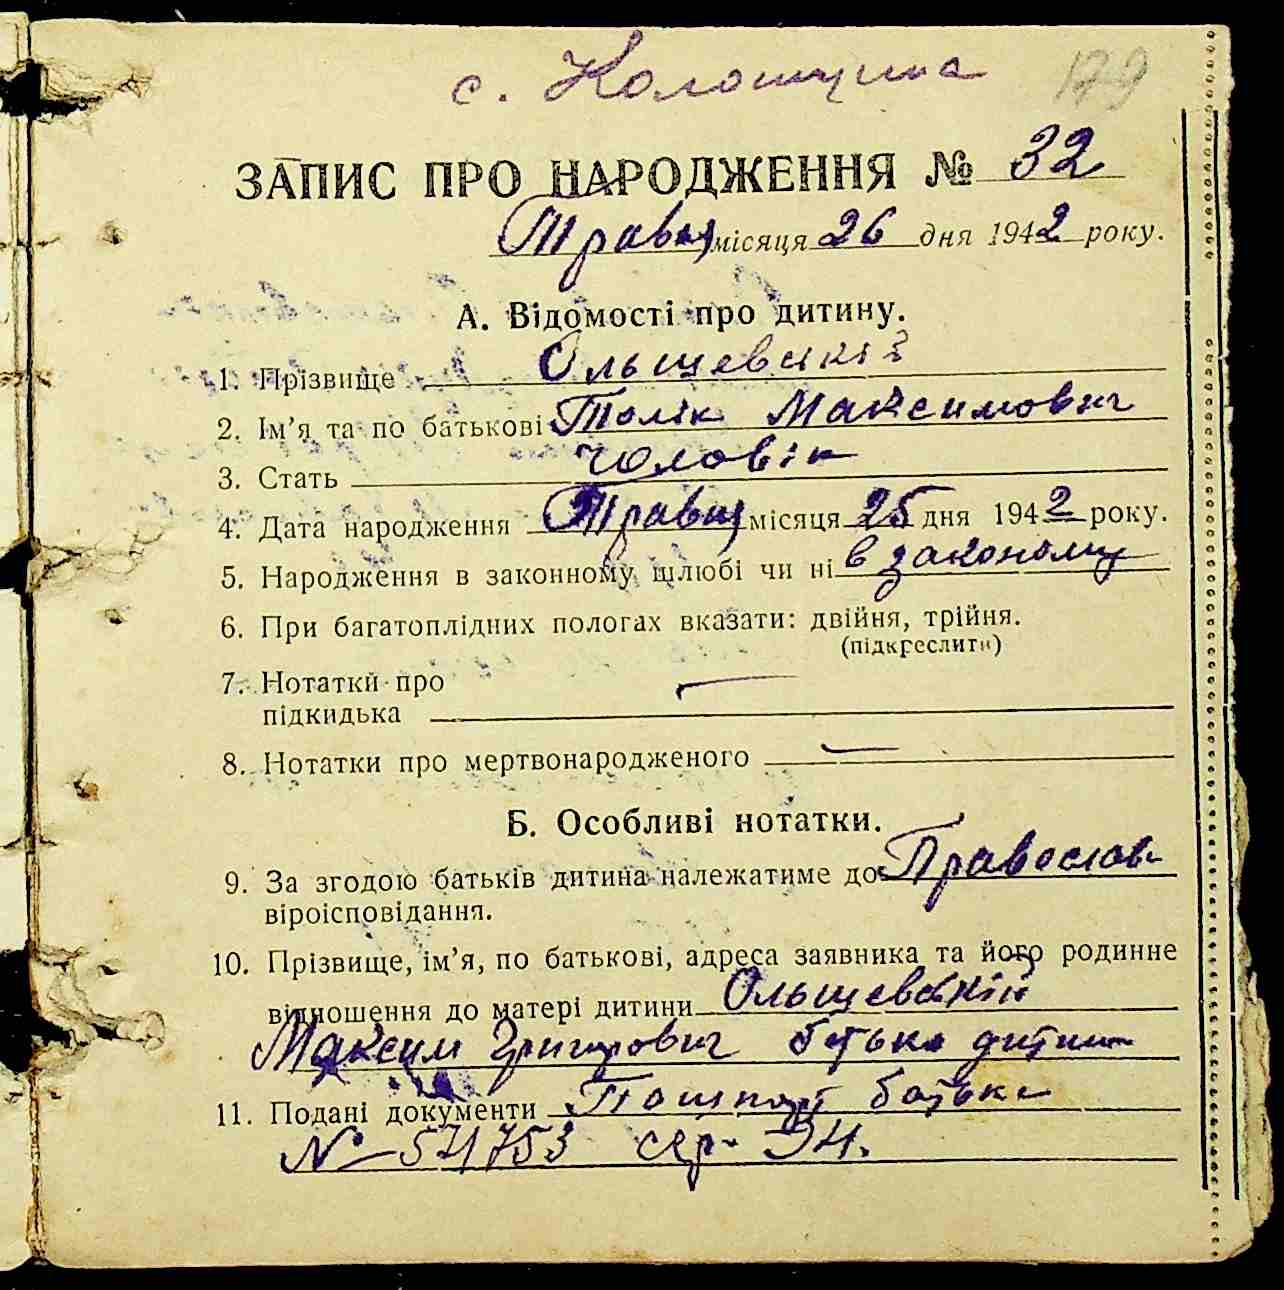 с. Колонщина 179
ЗАПИС ПРО НАРОДЖЕННЯ № 32
Травня місяця 26 дня 1942 року.
А. Відомості про дитину.
1. Прізвище Ольшевський
2. Ім'я та по батькові Толік Максимович
3. Стать чоловік
4. Дата народження Травня місяця 25 дня 1942 року.
5. Народження в законному шлюбі чи ні в законому
6. При багатоплідних пологах вказати: двійня, трійня.
(підкреслити)
7. Нотатки про
підкидька —
8. Нотатки про мертвонародженого —
Б. Особливі нотатки.
9. За згодою батьків дитина належатиме до Православ
віроісповідання.
10. Прізвище, ім'я, по батькові, адреса заявника та його родинне
відношення до матері дитини Ольшевський
Максим Григорович батько дитини
11. Подані документи Пашпорт батька
№ 571753 сер.